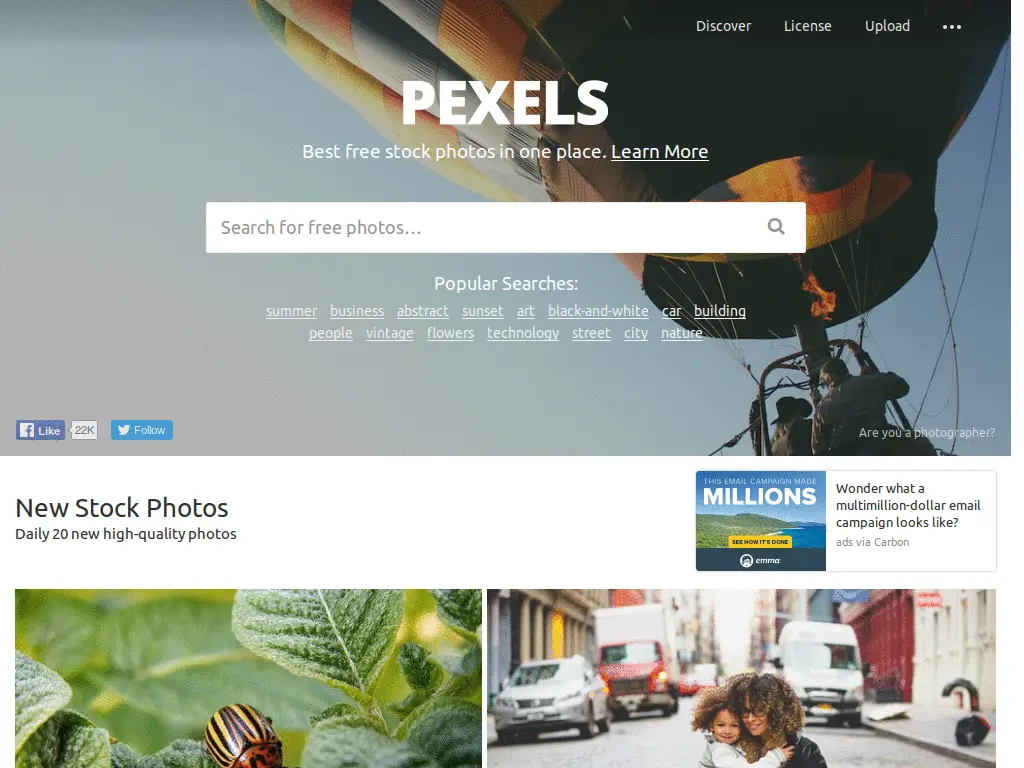 Discover License Upload
PEXELS
Best free stock photos in one place. Learn More
Search for free photos…
Popular Searches:
summer business abstract sunset art black-and-white car building
people vintage flowers technology street city nature
Like 22K Follow
Are you a photographer?
New Stock Photos
Daily 20 new high-quality photos
THIS EMAIL CAMPAIGN MADE
MILLIONS
SEE HOW IT'S DONE
emma
Wonder what a
multimillion-dollar email
campaign looks like?
ads via Carbon